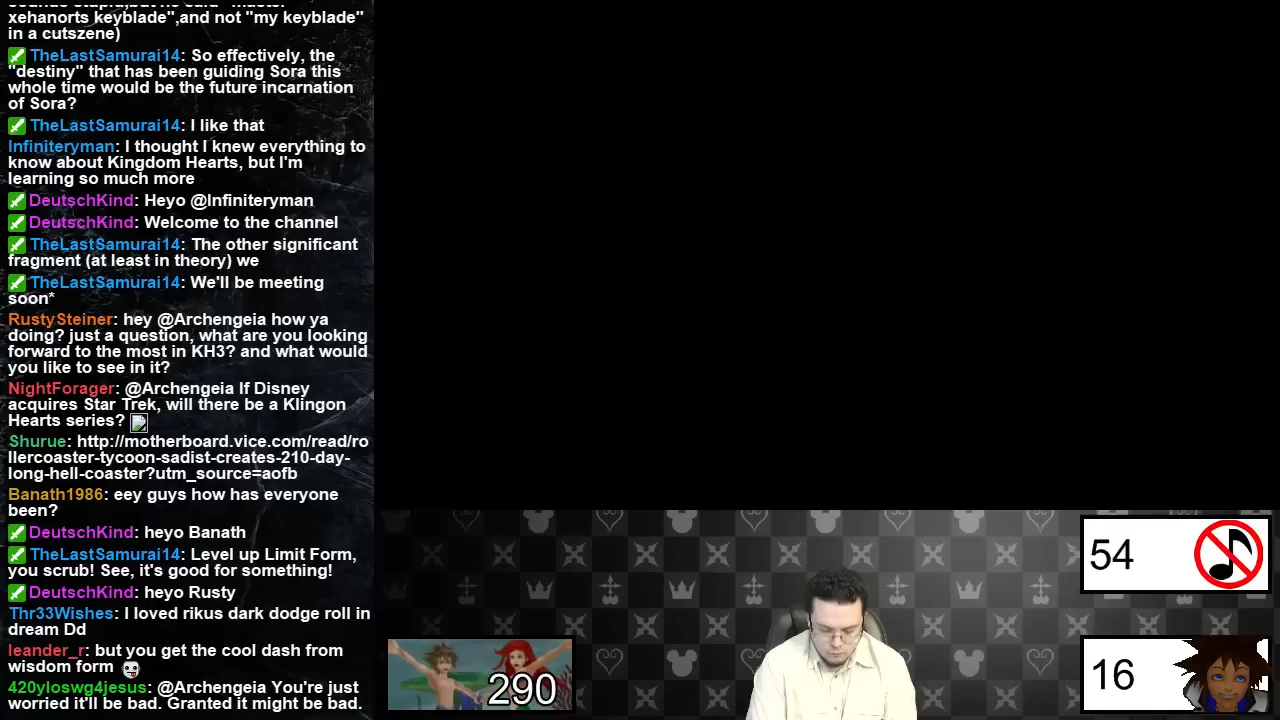 xehanorts keyblade",and not "my keyblade"
in a cutszene)
TheLastSamurai14: So effectively, the
"destiny" that has been guiding Sora this
whole time would be the future incarnation
of Sora?
TheLastSamurai14: I like that
Infiniteryman: I thought I knew everything to
know about Kingdom Hearts, but I'm
learning so much more
DeutschKind: Heyo @Infiniteryman
DeutschKind: Welcome to the channel
TheLastSamurai14: The other significant
fragment (at least in theory) we
TheLastSamurai14: We'll be meeting
soon*
RustySteiner: hey @Archengeia how ya
doing? just a question, what are you looking
forward to the most in KH3? and what would
you like to see in it?
NightForager: @Archengeia If Disney
acquires Star Trek, will there be a Klingon
Hearts series?
Shurue: http://motherboard.vice.com/read/ro
llercoaster-tycoon-sadist-creates-210-day-
long-hell-coaster?utm_source=aofb
Banath1986: eey guys how has everyone
been?
DeutschKind: heyo Banath
TheLastSamurai14: Level up Limit Form,
you scrub! See, it's good for something!
DeutschKind: heyo Rusty
Thr33Wishes: I loved rikus dark dodge roll in
dream Dd
leander_r: but you get the cool dash from
wisdom form
420yloswg4jesus: @Archengeia You're just
worried it'll be bad. Granted it might be bad.
54
290
16